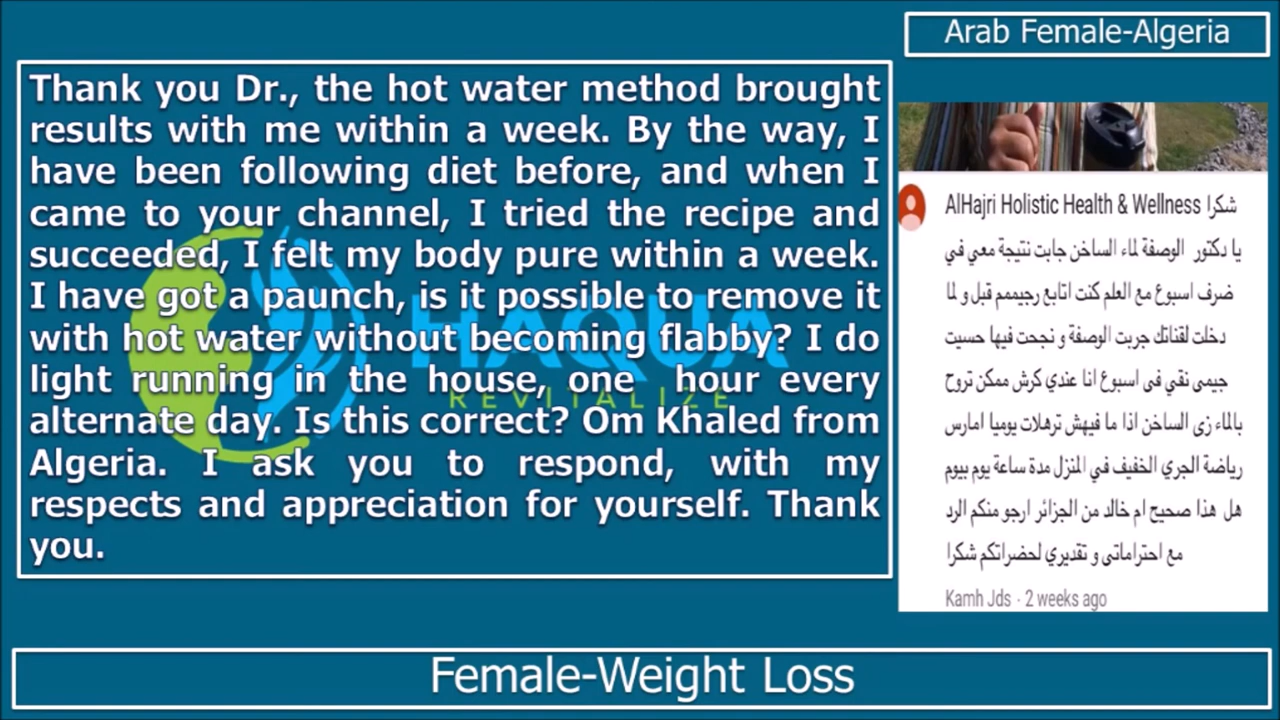 Arab Female-Algeria
Thank you Dr., the hot water method brought
results with me within a week. By the way, I
have been following diet before, and when I
came to your channel, I tried the recipe and
succeeded, I felt my body pure within a week.
I have got a paunch, is it possible to remove it
with hot water without becoming flabby? I do
light running in the house, one hour every
alternate day. Is this correct? Om Khaled from
Algeria. I ask you to respond, with my
respects and appreciation for yourself. Thank
you.
HAQUA
REVITALIZE
AlHajri Holistic Health & Wellness شكرا
يا دكتور الوصفة لماء الساخن جابت نتيجة معي في
ضرف اسبوع مع العلم كنت اتابع رجيممم قبل و لما
دخلت لقناتك جربت الوصفة و نجحت فيها حسيت
جيمى نقي فى اسبوع انا عندي كرش ممكن تروح
بالماء زى الساخن اذا ما فيهش ترهلات يوميا امارس
رياضة الجري الخفيف في المنزل مدة ساعة يوم بيوم
هل هذا صحيح ام خالد من الجزائر ارجو منكم الرد
مع احتراماتى و تقديري لحضراتكم شكرا
Kamh Jds · 2 weeks ago
Female-Weight Loss